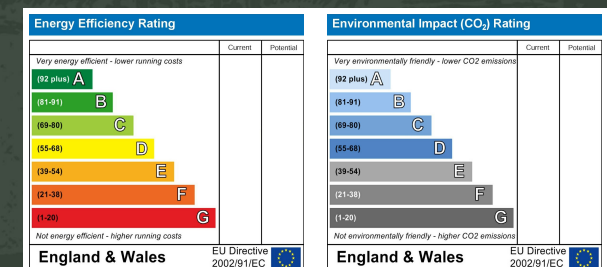 Energy Efficiency Rating
Current Potential
Very energy efficient - lower running costs
(92 plus) A
(81-91) B
(69-80) C
(55-68) D
(39-54) E
(21-38) F
(1-20) G
Not energy efficient - higher running costs
England & Wales
EU Directive
2002/91/EC
Environmental Impact (CO₂) Rating
Current Potential
Very environmentally friendly - lower CO2 emissions
(92 plus) A
(81-91) B
(69-80) C
(55-68) D
(39-54) E
(21-38) F
(1-20) G
Not environmentally friendly - higher CO2 emissions
England & Wales
EU Directive
2002/91/EC